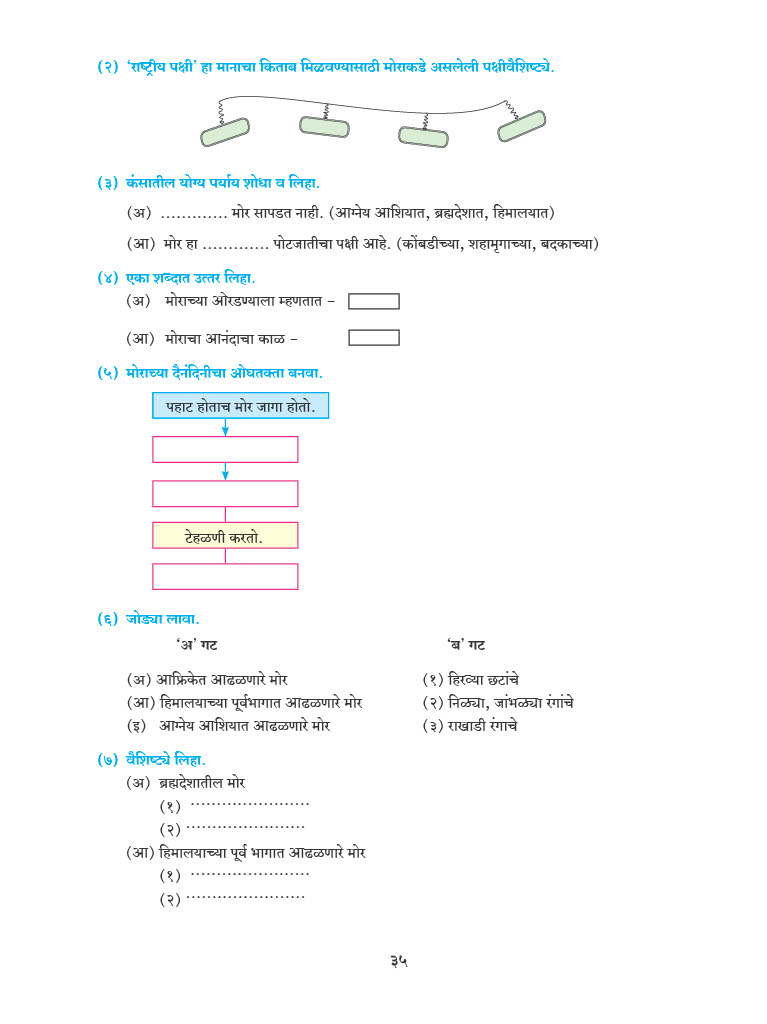 (२) ‘राष्ट्रीय पक्षी’ हा मानाचा किताब मिळवण्यासाठी मोराकडे असलेली पक्षीवैशिष्ट्ये.
(३) कंसातील योग्य पर्याय शोधा व लिहा.
(अ) ............. मोर सापडत नाही. (आग्नेय आशियात, ब्रह्मदेशात, हिमालयात)
(आ) मोर हा ............. पोटजातीचा पक्षी आहे. (कोंबडीच्या, शहामृगाच्या, बदकाच्या)
(४) एका शब्दात उत्तर लिहा.
(अ) मोराच्या ओरडण्याला म्हणतात –
(आ) मोराचा आनंदाचा काळ –
(५) मोराच्या दैनंदिनीचा ओघतक्ता बनवा.
पहाट होताच मोर जागा होतो.
टेहळणी करतो.
(६) जोड्या लावा.
‘अ’ गट ‘ब’ गट
(अ) आफ्रिकेत आढळणारे मोर (१) हिरव्या छटांचे
(आ) हिमालयाच्या पूर्वभागात आढळणारे मोर (२) निळ्या, जांभळ्या रंगांचे
(इ) आग्नेय आशियात आढळणारे मोर (३) राखाडी रंगाचे
(७) वैशिष्ट्ये लिहा.
(अ) ब्रह्मदेशातील मोर
(१) .......................
(२) .......................
(आ) हिमालयाच्या पूर्व भागात आढळणारे मोर
(१) .......................
(२) .......................
३५